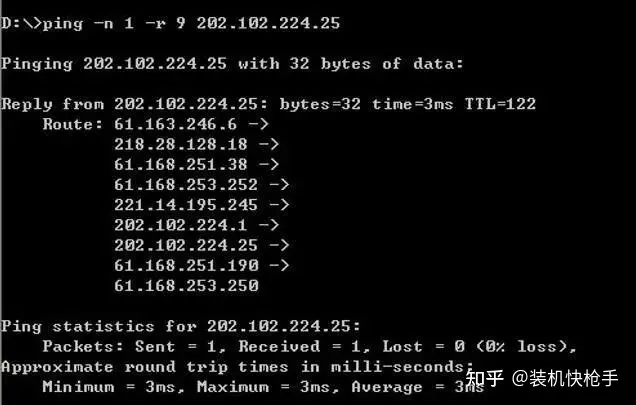 D:\>ping -n 1 -r 9 202.102.224.25
Pinging 202.102.224.25 with 32 bytes of data:
Reply from 202.102.224.25: bytes=32 time=3ms TTL=122
Route: 61.163.246.6 ->
218.28.128.18 ->
61.168.251.38 ->
61.168.253.252 ->
221.14.195.245 ->
202.102.224.1 ->
202.102.224.25 ->
61.168.251.190 ->
61.168.253.250
Ping statistics for 202.102.224.25:
Packets: Sent = 1, Received = 1, Lost = 0 (0% loss),
Approximate round trip times in milli-seconds:
Minimum = 3ms, Maximum = 3ms, Average = 3ms
知乎 @装机快枪手